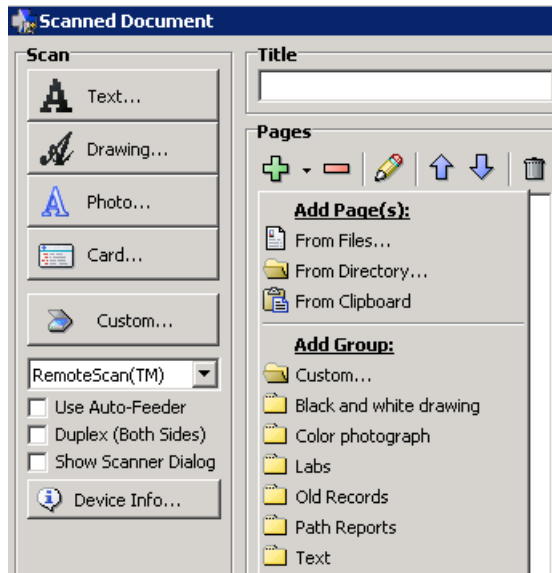 Scanned Document
Scan
Text...
Drawing...
Photo...
Card...
Custom...
RemoteScan(TM)
Use Auto-Feeder
Duplex (Both Sides)
Show Scanner Dialog
Device Info...
Title
Pages
Add Page(s):
From Files...
From Directory...
From Clipboard
Add Group:
Custom...
Black and white drawing
Color photograph
Labs
Old Records
Path Reports
Text